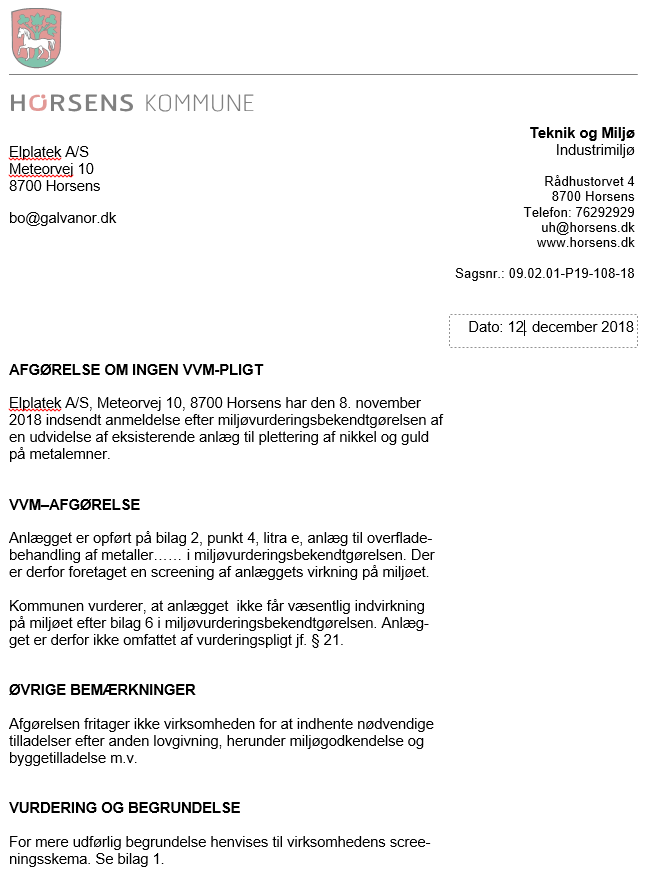 HORSENS KOMMUNE
Teknik og Miljø
Industrimiljø
Elplatek A/S
Meteorvej 10
8700 Horsens
bo@galvanor.dk
Rådhustorvet 4
8700 Horsens
Telefon: 76292929
uh@horsens.dk
www.horsens.dk
Sagsnr.: 09.02.01-P19-108-18
Dato: 12. december 2018
AFGØRELSE OM INGEN VVM-PLIGT
Elplatek A/S, Meteorvej 10, 8700 Horsens har den 8. november
2018 indsendt anmeldelse efter miljøvurderingsbekendtgørelsen af
en udvidelse af eksisterende anlæg til plettering af nikkel og guld
på metalemner.
VVM–AFGØRELSE
Anlægget er opført på bilag 2, punkt 4, litra e, anlæg til overflade-
behandling af metaller…… i miljøvurderingsbekendtgørelsen. Der
er derfor foretaget en screening af anlæggets virkning på miljøet.
Kommunen vurderer, at anlægget  ikke får væsentlig indvirkning
på miljøet efter bilag 6 i miljøvurderingsbekendtgørelsen. Anlæg-
get er derfor ikke omfattet af vurderingspligt jf. § 21.
ØVRIGE BEMÆRKNINGER
Afgørelsen fritager ikke virksomheden for at indhente nødvendige
tilladelser efter anden lovgivning, herunder miljøgodkendelse og
byggetilladelse m.v.
VURDERING OG BEGRUNDELSE
For mere udførlig begrundelse henvises til virksomhedens scree-
ningsskema. Se bilag 1.